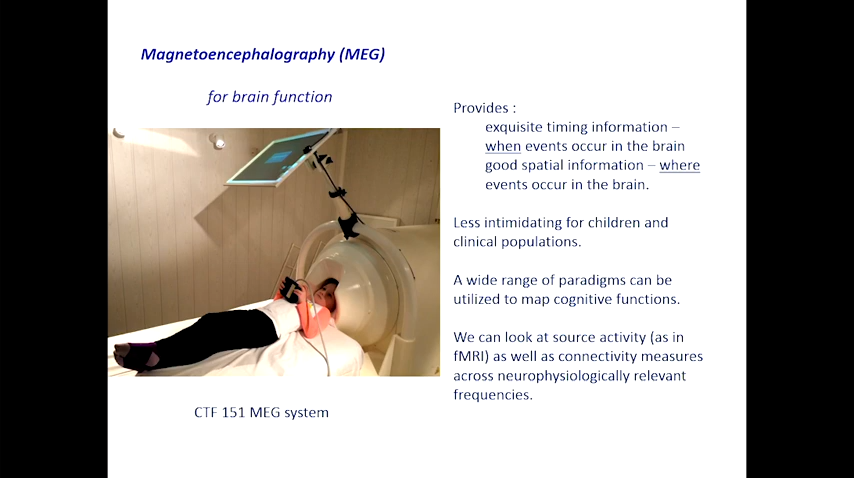 Magnetoencephalography (MEG)
for brain function
Provides :
exquisite timing information –
when events occur in the brain
good spatial information – where
events occur in the brain.
Less intimidating for children and
clinical populations.
A wide range of paradigms can be
utilized to map cognitive functions.
We can look at source activity (as in
fMRI) as well as connectivity measures
across neurophysiologically relevant
frequencies.
CTF 151 MEG system